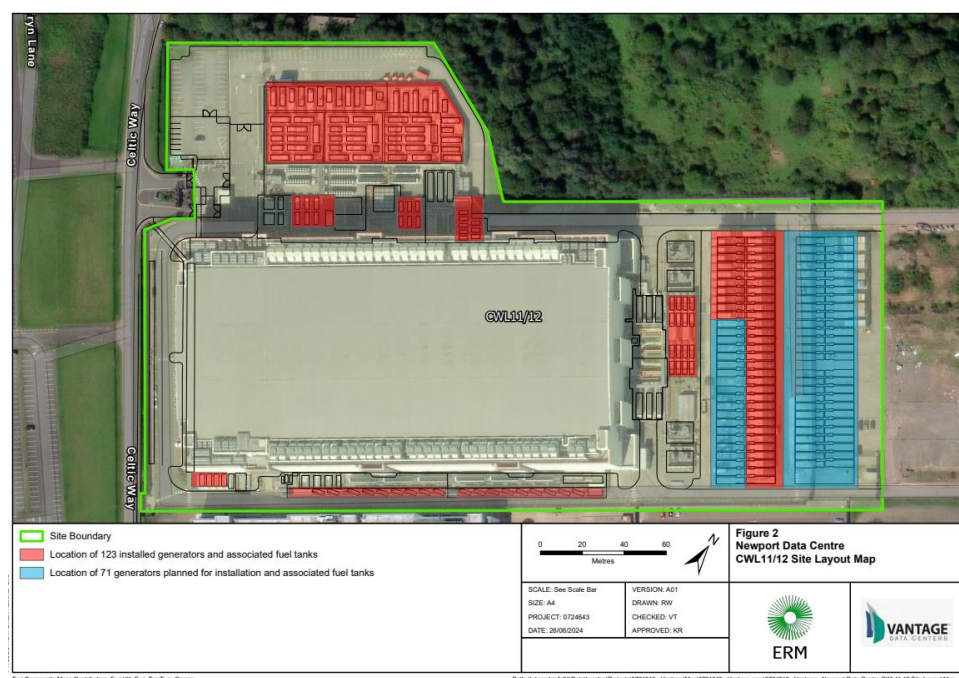 ryn Lane
Celtic Way
CWL11/12
Celtic Way
Site Boundary
Location of 123 installed generators and associated fuel tanks
Location of 71 generators planned for installation and associated fuel tanks
0 20 40 60
Metres
N
SCALE: See Scale Bar
VERSION: A01
SIZE: A4
DRAWN: RW
PROJECT: 0724643
CHECKED: VT
DATE: 26/06/2024
APPROVED: KR
Figure 2
Newport Data Centre
CWL11/12 Site Layout Map
ERM
VANTAGE
DATA CENTERS